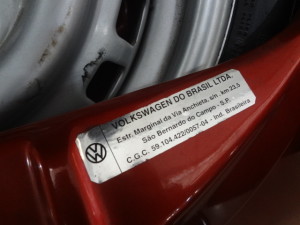 VOLKSWAGEN DO BRASIL LTDA.
Estr. Marginal da Via Anchieta, s/n - km 23,5
São Bernardo do Campo - S.P.
C.G.C. 59.104.422/0057-04 - Ind. Brasileira